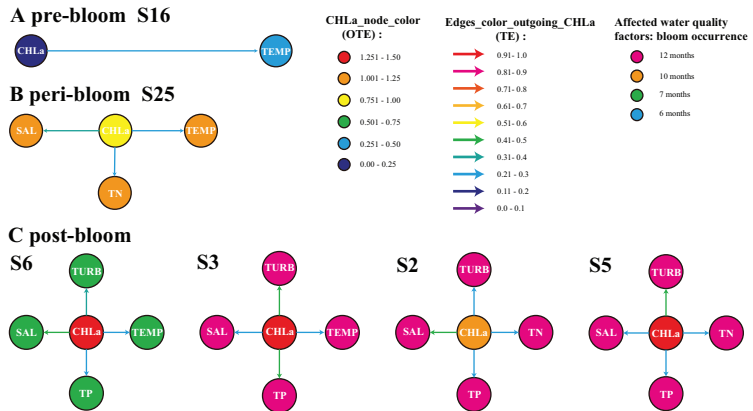 A pre-bloom S16
CHLa
TEMP
B peri-bloom S25
SAL
CHLa
TEMP
TN
CHLa_node_color
(OTE) :
1.251 - 1.50
1.001 - 1.25
0.751 - 1.00
0.501 - 0.75
0.251 - 0.50
0.00 - 0.25
Edges_color_outgoing_CHLa
(TE) :
0.91- 1.0
0.81- 0.9
0.71- 0.8
0.61- 0.7
0.51- 0.6
0.41- 0.5
0.31- 0.4
0.21 - 0.3
0.11 - 0.2
0.0 - 0.1
Affected water quality
factors: bloom occurrence
12 months
10 months
7 months
6 months
C post-bloom
S6
TURB
SAL
CHLa
TEMP
TP
S3
TURB
SAL
CHLa
TEMP
TP
S2
TURB
SAL
CHLa
TN
TP
S5
TURB
SAL
CHLa
TN
TP